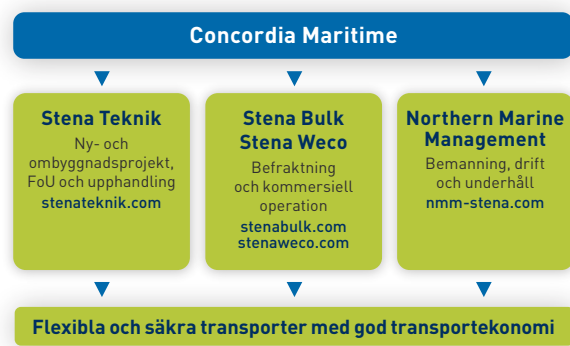 Concordia Maritime
Stena Teknik
Ny- och
ombyggnadsprojekt,
FoU och upphandling
stenateknik.com
Stena Bulk
Stena Weco
Befraktning
och kommersiell
operation
stenabulk.com
stenaweco.com
Northern Marine
Management
Bemanning, drift
och underhåll
nmm-stena.com
Flexibla och säkra transporter med god transportekonomi